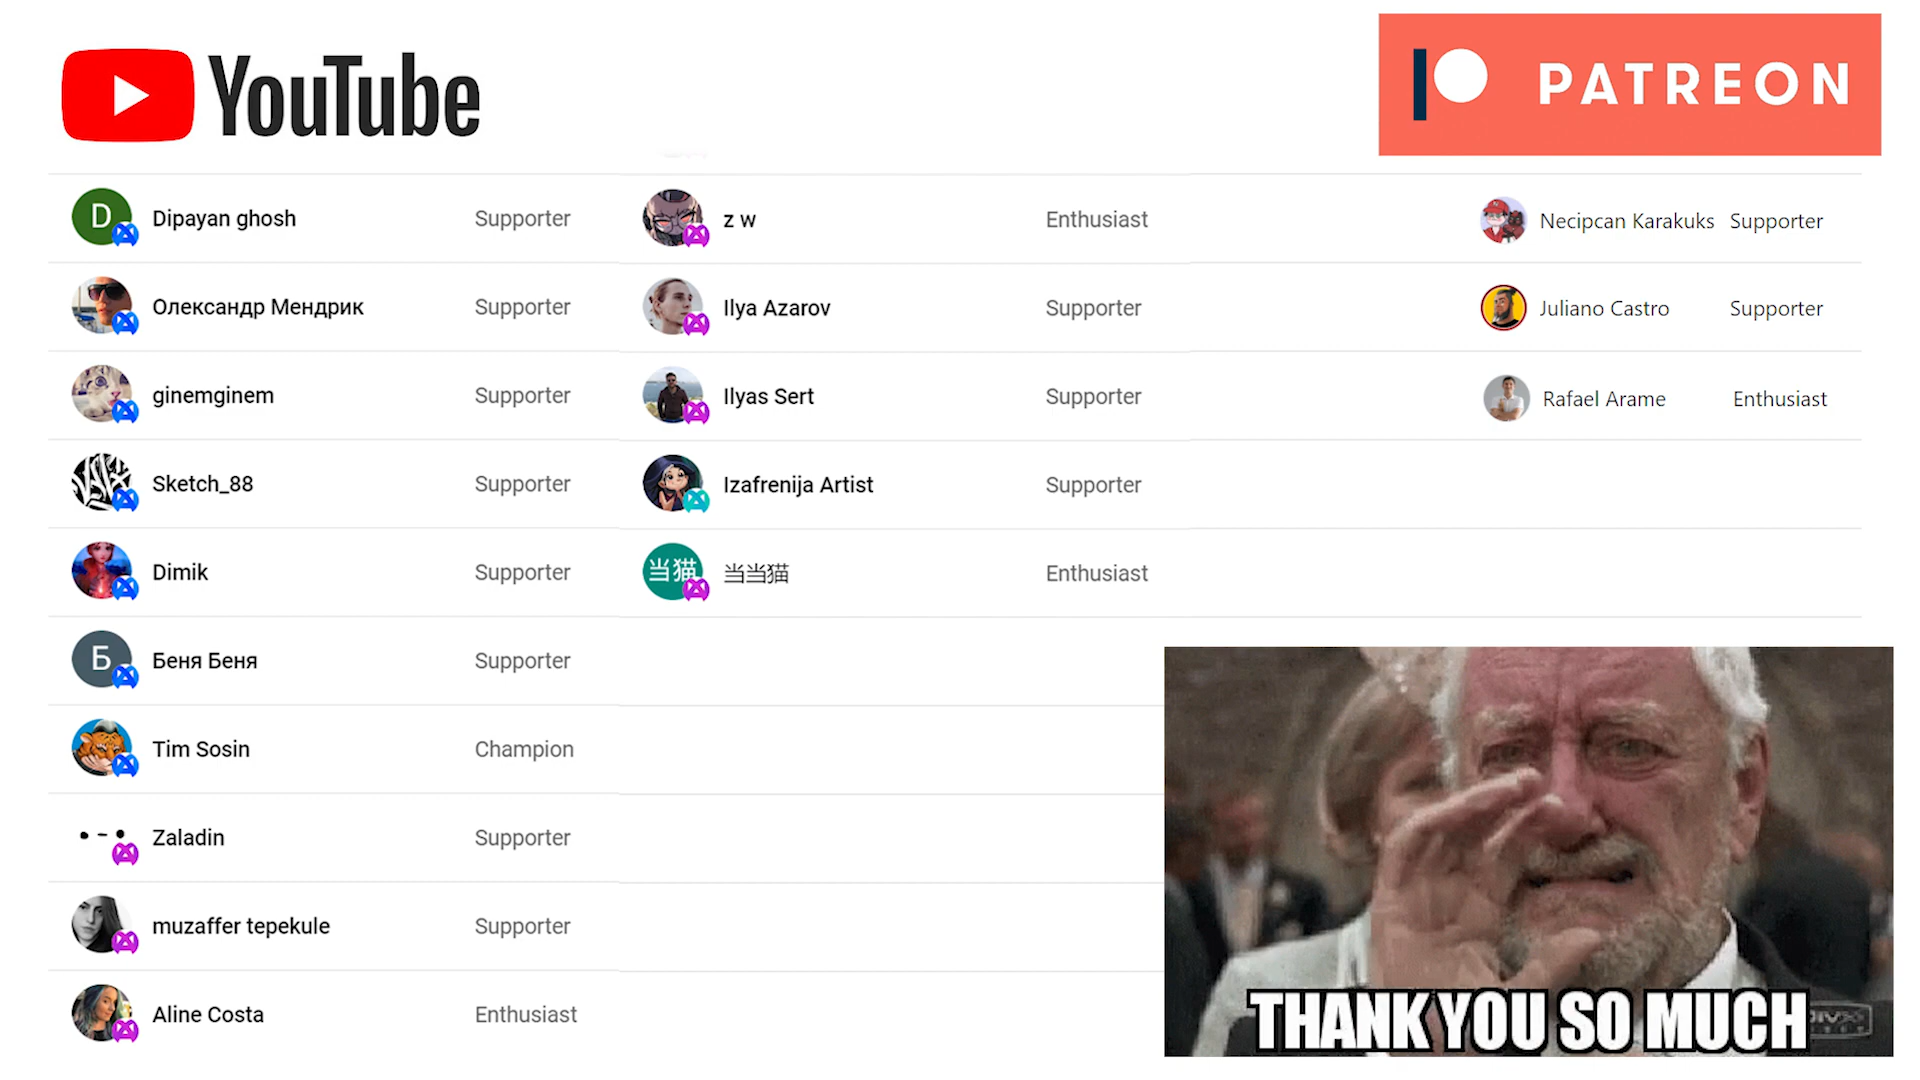 YouTube
PATREON
D
Dipayan ghosh Supporter
z w Enthusiast
Necipcan Karakuks Supporter
Олександр Мендрик Supporter
Ilya Azarov Supporter
Juliano Castro Supporter
ginemginem Supporter
Ilyas Sert Supporter
Rafael Arame Enthusiast
Sketch_88 Supporter
Izafrenija Artist Supporter
Dimik Supporter
当猫
当当猫 Enthusiast
Б
Беня Беня Supporter
Tim Sosin Champion
Zaladin Supporter
muzaffer tepekule Supporter
Aline Costa Enthusiast
THANK YOU SO MUCH